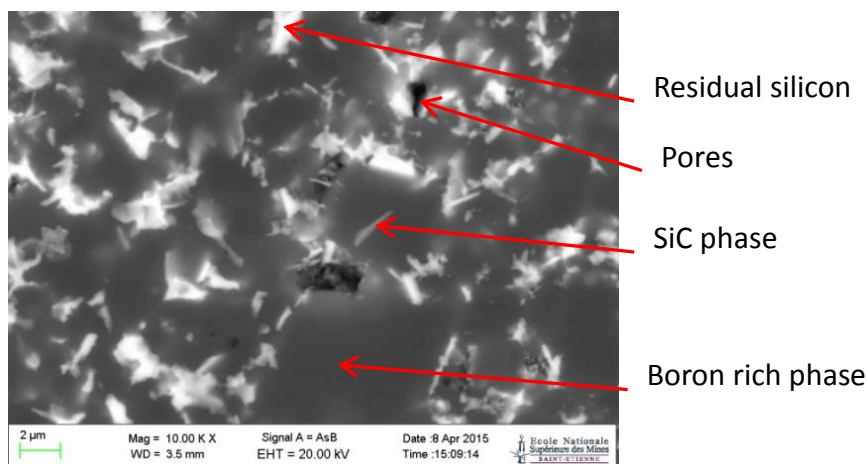 Residual silicon
Pores
SiC phase
Boron rich phase
2 µm
Mag = 10.00 K X
Signal A = AsB
Date :8 Apr 2015
WD = 3.5 mm
EHT = 20.00 kV
Time :15:09:14
Ecole Nationale
Supérieure des Mines
SAINT-ETIENNE